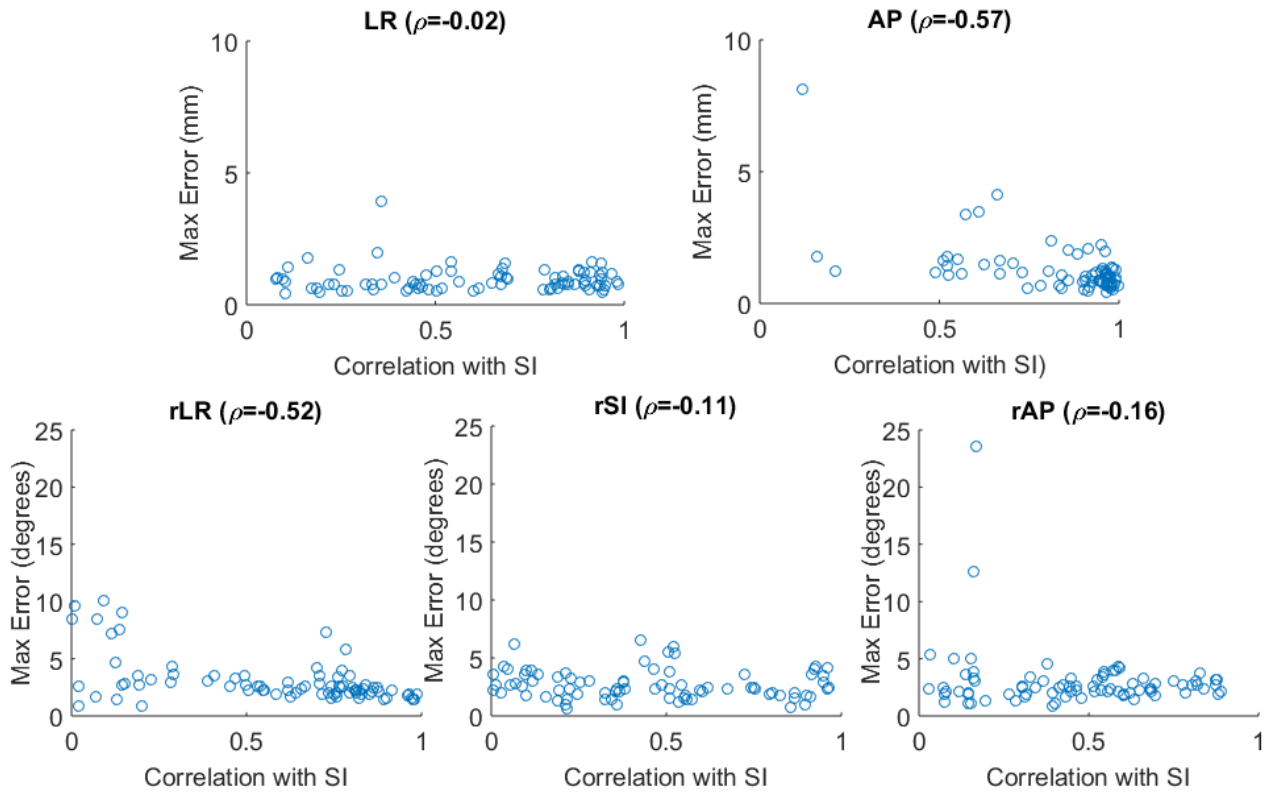 LR (ρ=-0.02)
10
5
0
Max Error (mm)
0
0.5
1
Correlation with SI
AP (ρ=-0.57)
10
5
0
Max Error (mm)
0
0.5
1
Correlation with SI)
rLR (ρ=-0.52)
25
20
15
10
5
0
Max Error (degrees)
0
0.5
1
Correlation with SI
rSI (ρ=-0.11)
25
20
15
10
5
0
Max Error (degrees)
0
0.5
1
Correlation with SI
rAP (ρ=-0.16)
25
20
15
10
5
0
Max Error (degrees)
0
0.5
1
Correlation with SI